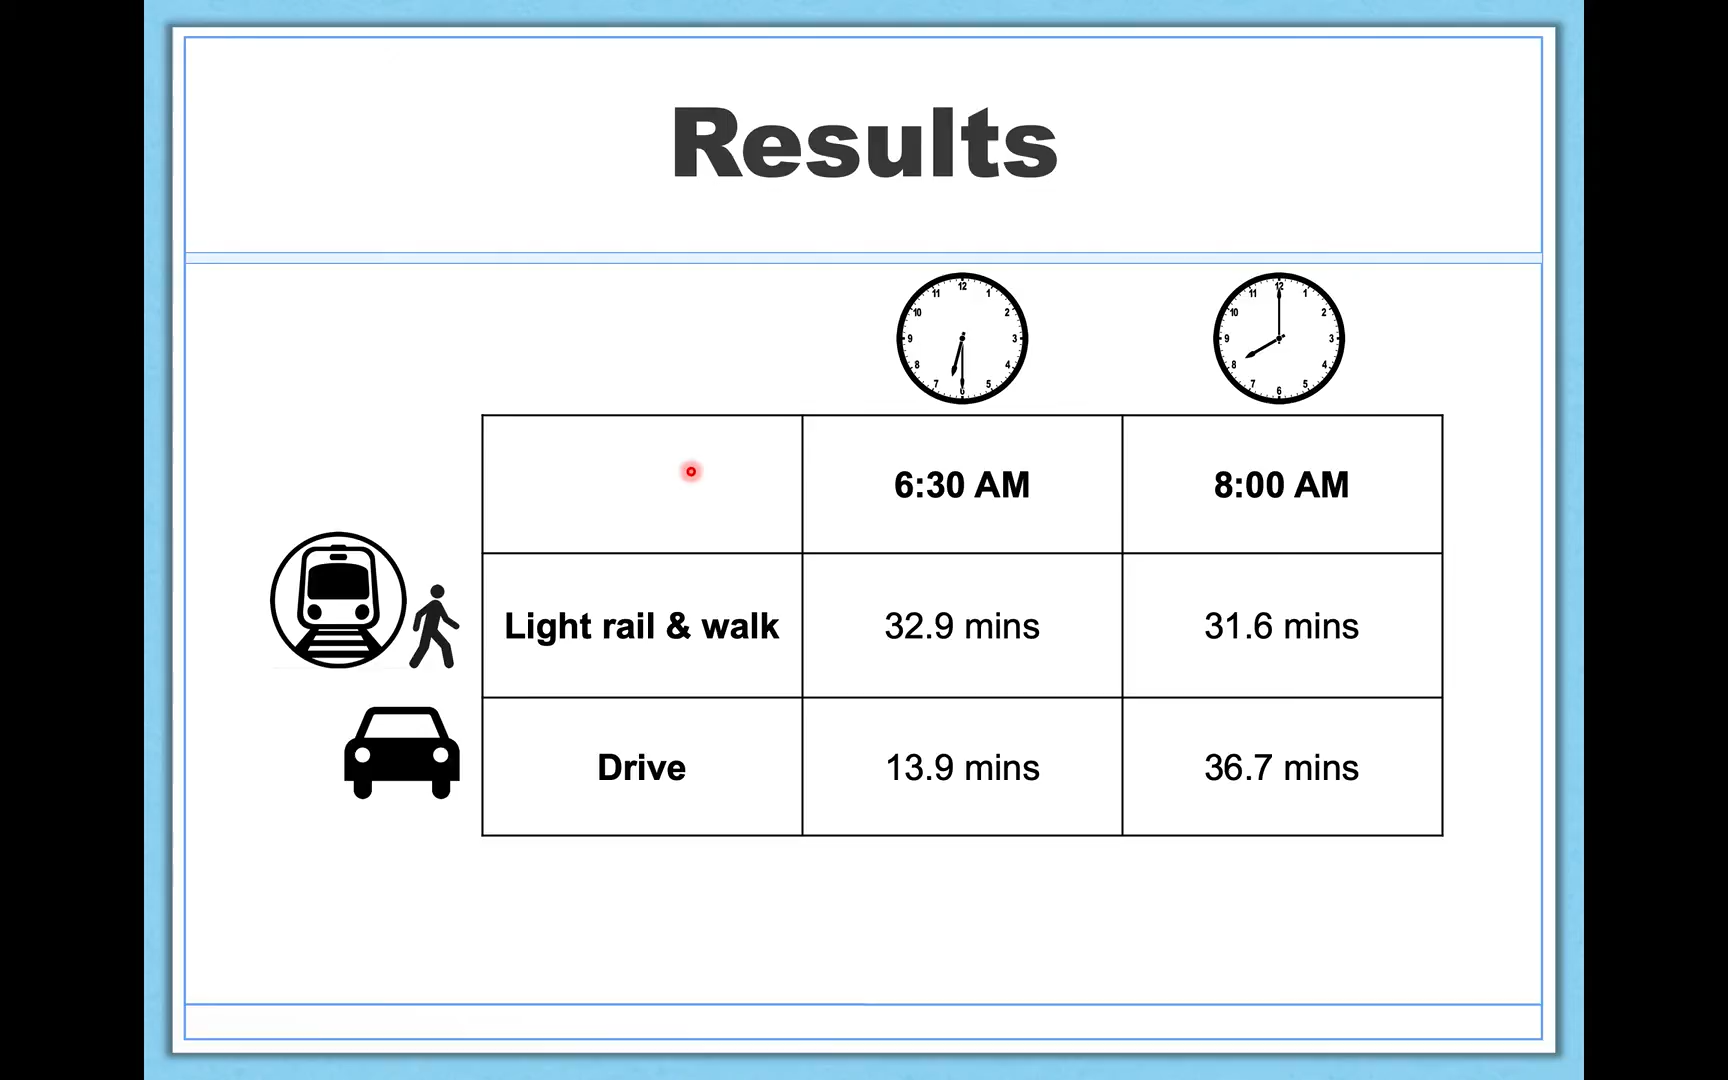 Results
6:30 AM
8:00 AM
Light rail & walk
32.9 mins
31.6 mins
Drive
13.9 mins
36.7 mins